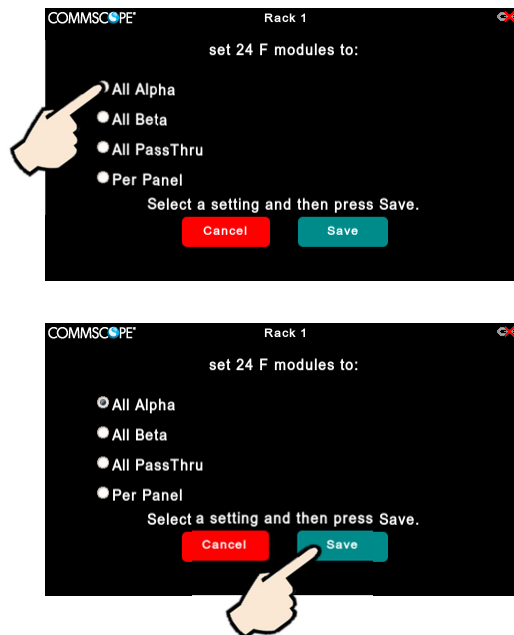 COMMSCOPE®
Rack 1
set 24 F modules to:
All Alpha
All Beta
All PassThru
Per Panel
Select a setting and then press Save.
Cancel Save
COMMSCOPE®
Rack 1
set 24 F modules to:
All Alpha
All Beta
All PassThru
Per Panel
Select a setting and then press Save.
Cancel Save